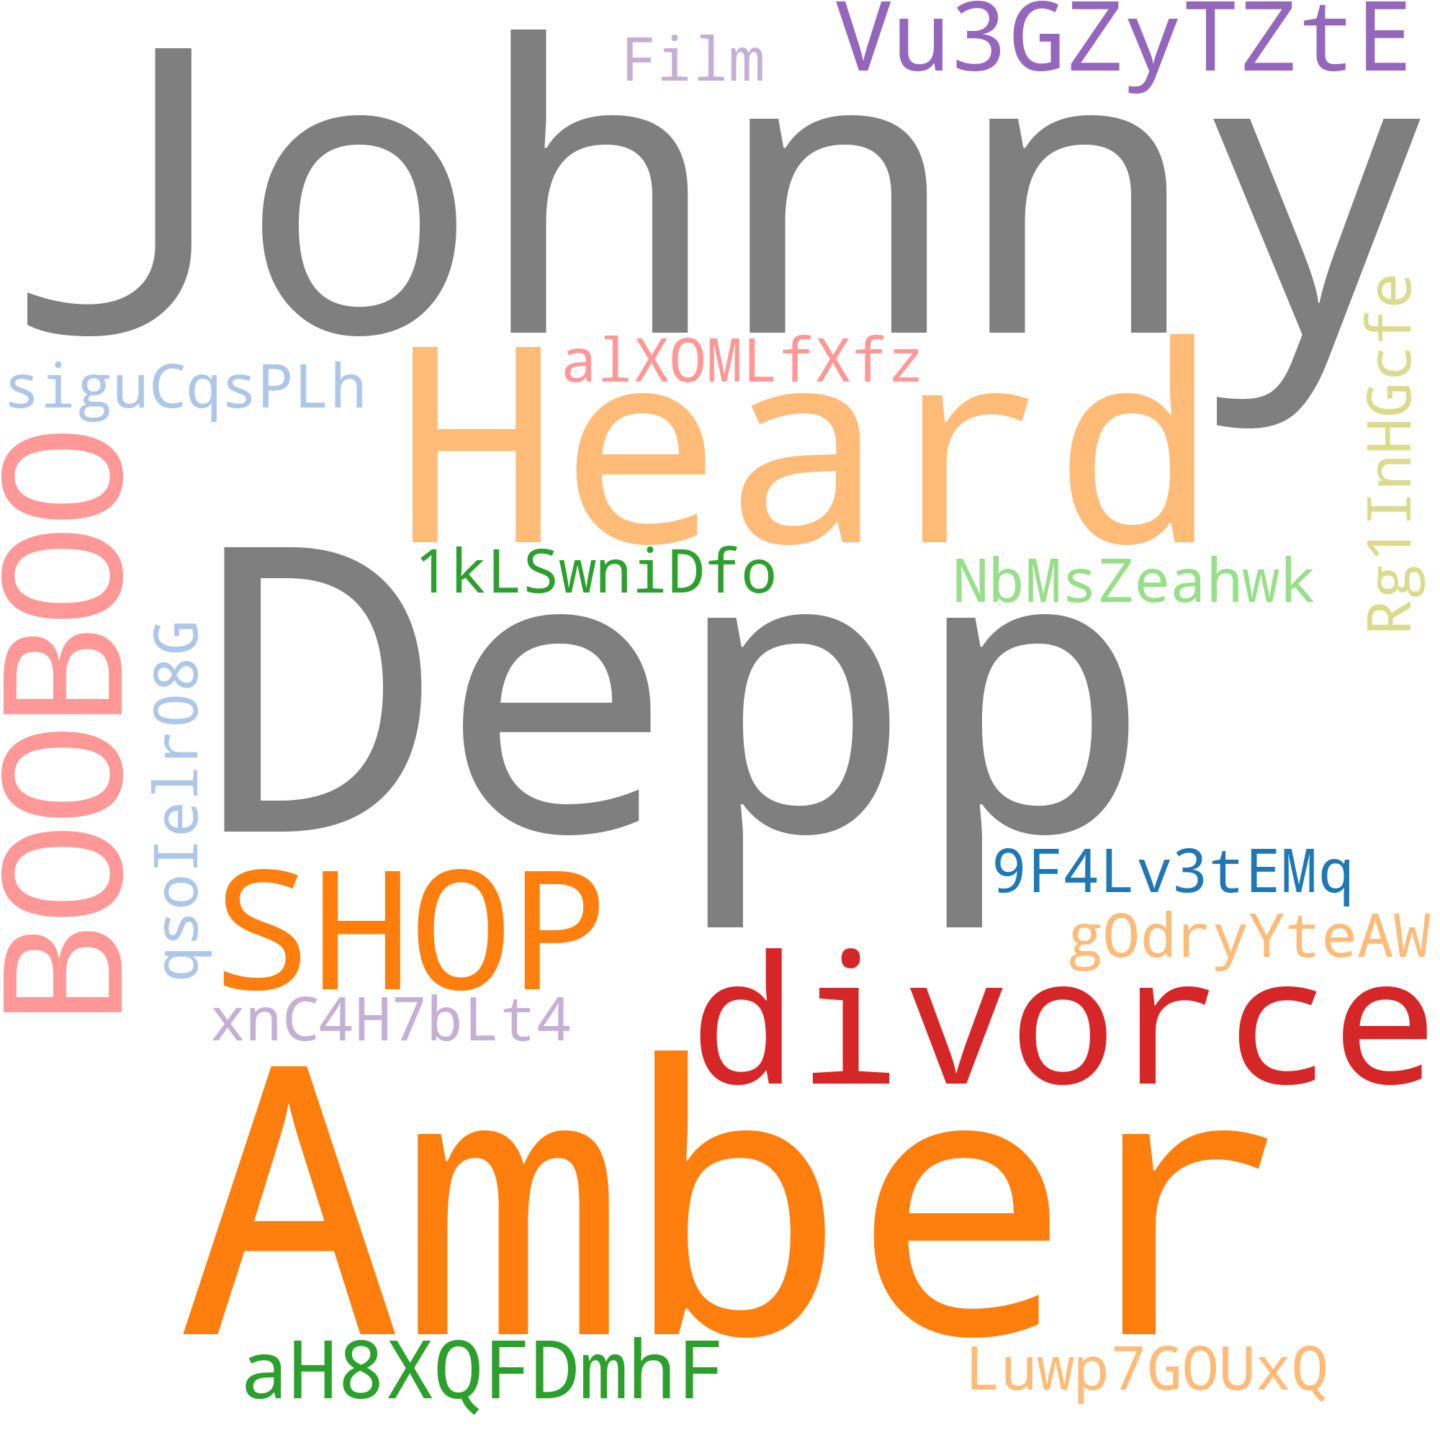 Vu3GZyTZtE
Film
Johnny
Rg1InHGcfe
alXOMLfXfz
siguCqsPLh
Heard
BOOBOO
1kLSwniDfo
NbMsZeahwk
qsoIelrO8G
Depp
9F4Lv3tEMq
SHOP
gOdryYteAW
xnC4H7bLt4
divorce
Amber
aH8XQFDmhF
Luwp7GOUxQ